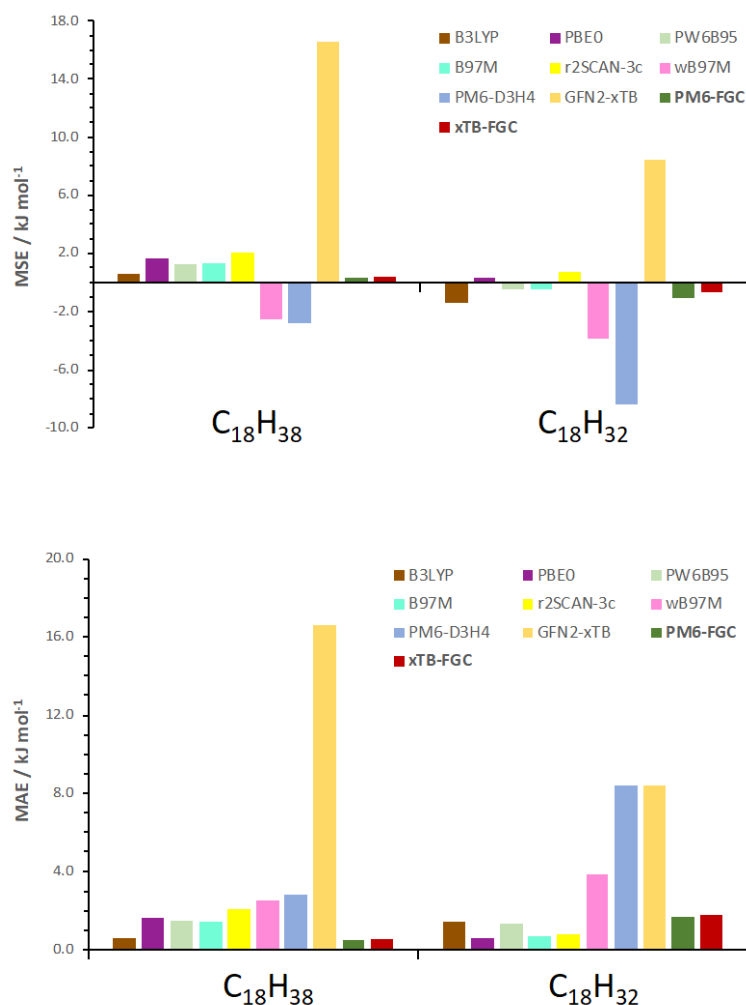 18.0
B3LYP PBE0 PW6B95
14.0
B97M r2SCAN-3c wB97M
PM6-D3H4 GFN2-xTB PM6-FGC
10.0
xTB-FGC
MSE / kJ mol⁻¹
6.0
2.0
-2.0
-6.0
-10.0
C₁₈H₃₈ C₁₈H₃₂
20.0
B3LYP PBE0 PW6B95
B97M r2SCAN-3c wB97M
16.0
PM6-D3H4 GFN2-xTB PM6-FGC
xTB-FGC
MAE / kJ mol⁻¹
12.0
8.0
4.0
0.0
C₁₈H₃₈ C₁₈H₃₂